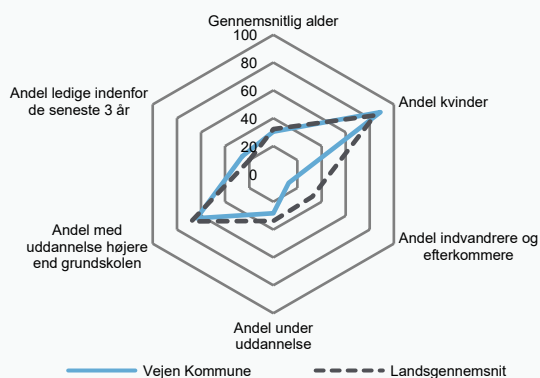 Gennemsnitlig alder
100
80
60
40
20
0
Andel kvinder
Andel indvandrere og
efterkommere
Andel under
uddannelse
Andel med
uddannelse højere
end grundskolen
Andel ledige indenfor
de seneste 3 år
Vejen Kommune
Landsgennemsnit